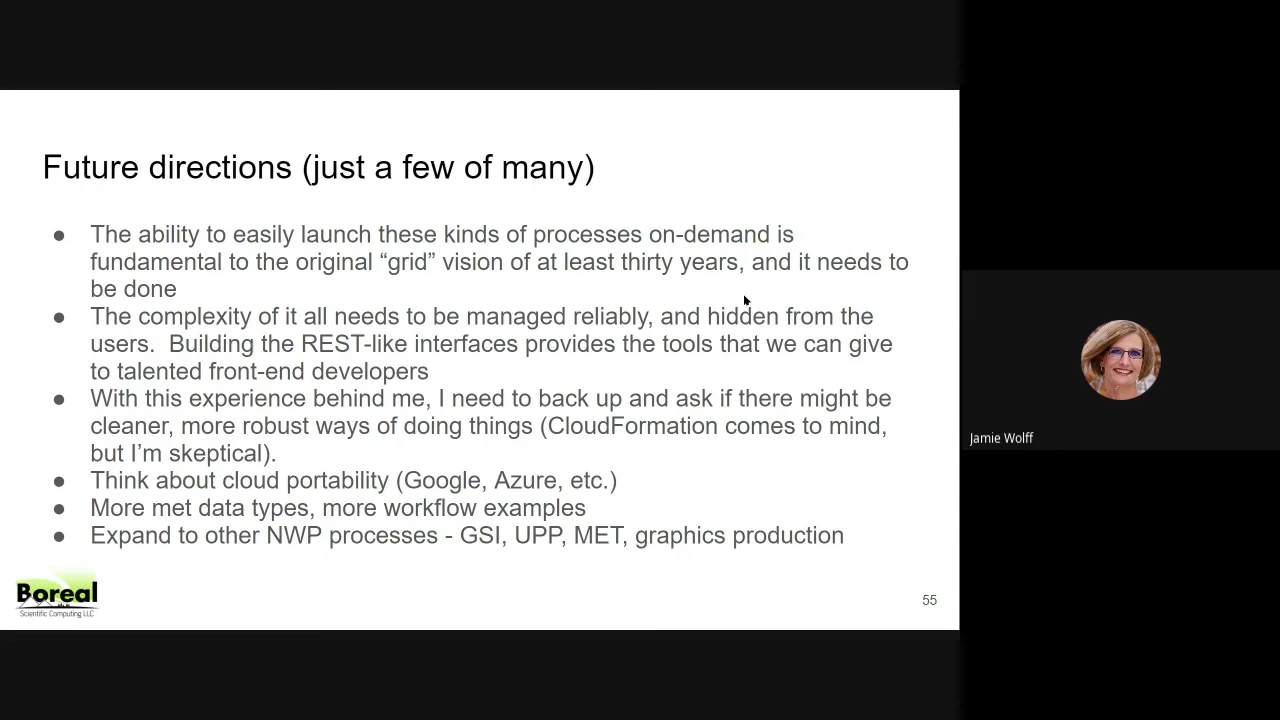 Future directions (just a few of many)
● The ability to easily launch these kinds of processes on-demand is
fundamental to the original “grid” vision of at least thirty years, and it needs to
be done
● The complexity of it all needs to be managed reliably, and hidden from the
users.  Building the REST-like interfaces provides the tools that we can give
to talented front-end developers
● With this experience behind me, I need to back up and ask if there might be
cleaner, more robust ways of doing things (CloudFormation comes to mind,
but I’m skeptical).
● Think about cloud portability (Google, Azure, etc.)
● More met data types, more workflow examples
● Expand to other NWP processes - GSI, UPP, MET, graphics production
Boreal
Scientific Computing LLC
55
Jamie Wolff